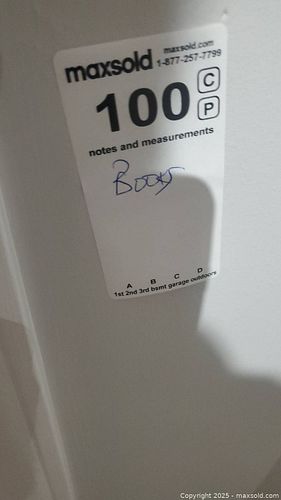 maxsold
maxsold.com
1-877-257-7799
100
C
P
notes and measurements
Books
A B C D
1st 2nd 3rd bsmt garage outdoors
Copyright 2025 - maxsold.com